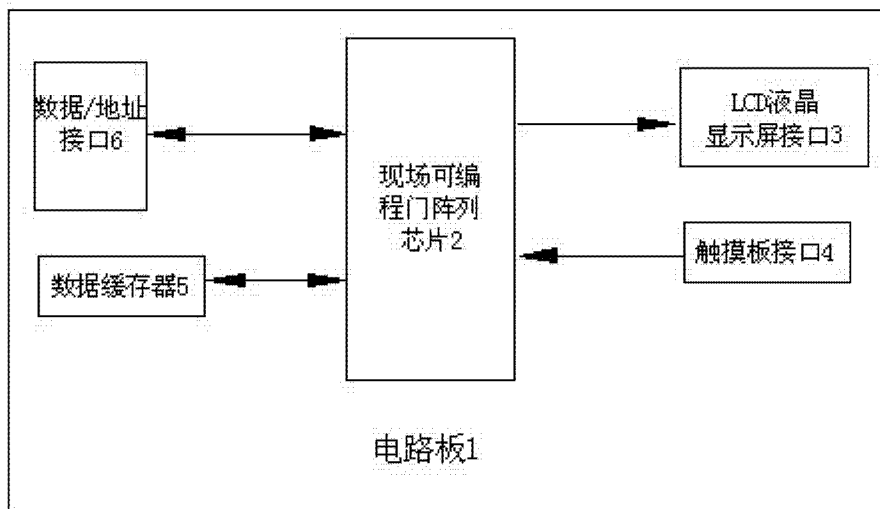 数据/地址
接口6
数据缓存器5
现场可编
程门阵列
芯片2
LCD液晶
显示屏接口3
触摸板接口4
电路板1